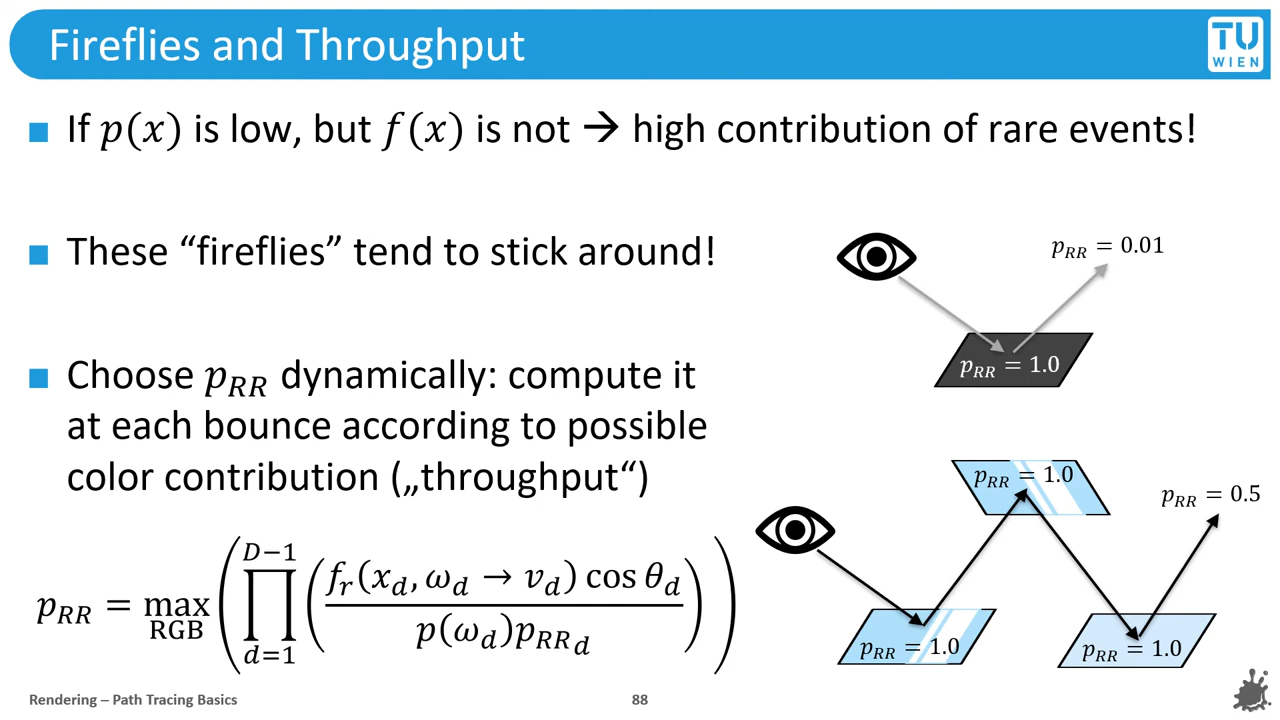 Fireflies and Throughput
TU
WIEN
If p(x) is low, but f(x) is not → high contribution of rare events!
These “fireflies” tend to stick around!
Choose p_RR dynamically: compute it
at each bounce according to possible
color contribution („throughput“)
p_RR = max_RGB ( ∏_{d=1}^{D−1} ( f_r(x_d, ω_d → v_d) cos θ_d / p(ω_d)p_RR_d ) )
p_RR = 0.01
p_RR = 1.0
p_RR = 1.0
p_RR = 0.5
p_RR = 1.0
p_RR = 1.0
Rendering – Path Tracing Basics
88